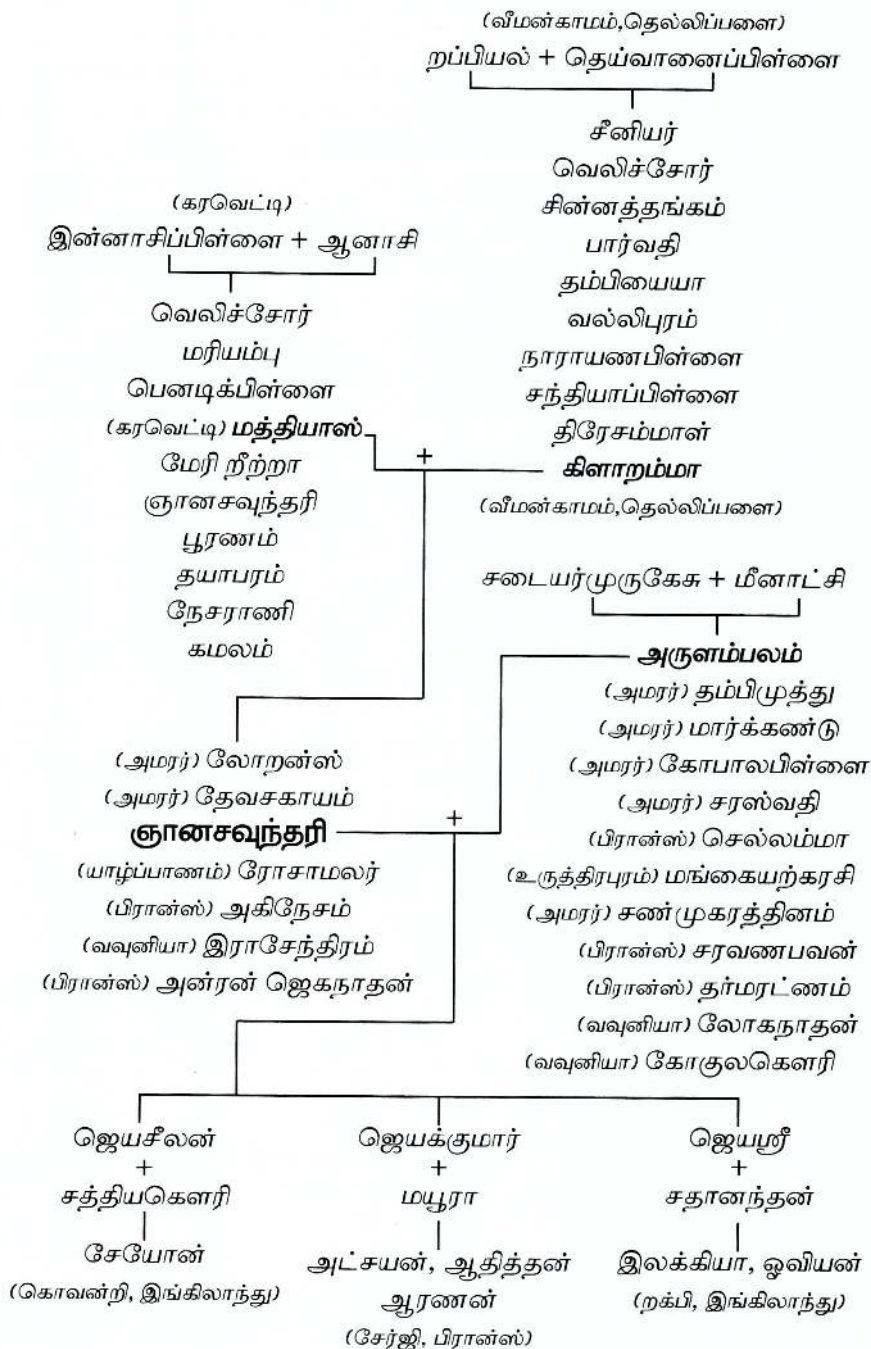 (வீமன்காமம்,தெல்லிப்பளை)
றப்பியல் + தெய்வானைப்பிள்ளை
சீனியர்
வெலிச்சோர்
சின்னத்தங்கம்
பார்வதி
தம்பியையா
வல்லிபுரம்
நாராயணபிள்ளை
சந்தியாப்பிள்ளை
திரேசம்மாள்
கிளாறம்மா
(வீமன்காமம்,தெல்லிப்பளை)
(கரவெட்டி)
இன்னாசிப்பிள்ளை + ஆனாசி
வெலிச்சோர்
மரியம்பு
பெனடிக்பிள்ளை
(கரவெட்டி) மத்தியாஸ்
+
மேரி றீற்றா
ஞானசவுந்தரி
பூரணம்
தயாபரம்
நேசராணி
கமலம்
சடையர்முருகேசு + மீனாட்சி
அருளம்பலம்
(அமரர்) தம்பிமுத்து
(அமரர்) மார்க்கண்டு
(அமரர்) கோபாலபிள்ளை
(அமரர்) சரஸ்வதி
(பிரான்ஸ்) செல்லம்மா
(உருத்திரபுரம்) மங்கையற்கரசி
(அமரர்) சண்முகரத்தினம்
(பிரான்ஸ்) சரவணபவன்
(பிரான்ஸ்) தர்மரட்ணம்
(வவுனியா) லோகநாதன்
(வவுனியா) கோகுலகௌரி
(அமரர்) லோறன்ஸ்
(அமரர்) தேவசகாயம்
ஞானசவுந்தரி
+
(யாழ்ப்பாணம்) ரோசாமலர்
(பிரான்ஸ்) அகிநேசம்
(வவுனியா) இராசேந்திரம்
(பிரான்ஸ்) அன்ரன் ஜெகநாதன்
ஜெயசீலன்
+
சத்தியகௌரி
சேயோன்
(கொவன்றி, இங்கிலாந்து)
ஜெயக்குமார்
+
மயூரா
அட்சயன், ஆதித்தன்
ஆரணன்
(சேர்ஜி, பிரான்ஸ்)
ஜெயஸ்ரீ
+
சதானந்தன்
இலக்கியா, ஓவியன்
(றக்பி, இங்கிலாந்து)